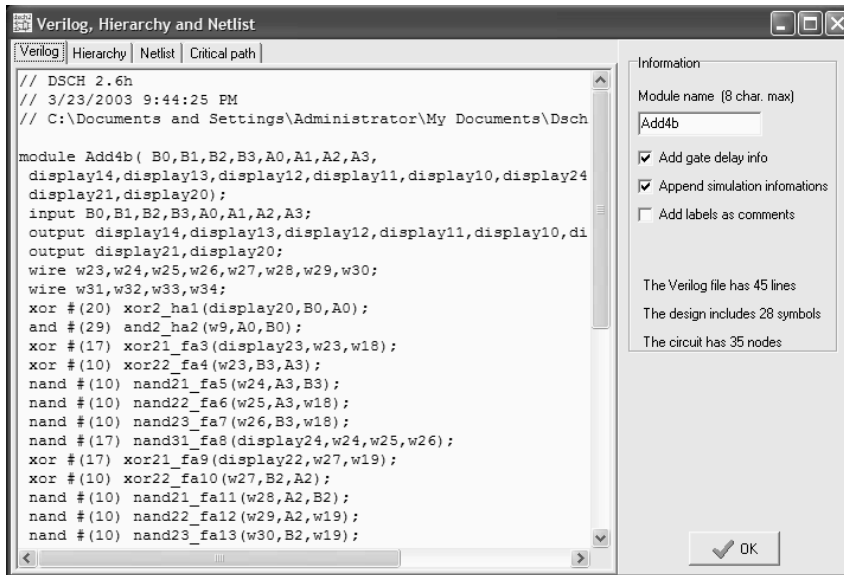 Verilog, Hierarchy and Netlist
Verilog Hierarchy Netlist Critical path
// DSCH 2.6h
// 3/23/2003 9:44:25 PM
// C:\Documents and Settings\Administrator\My Documents\Dsch
module Add4b( B0,B1,B2,B3,A0,A1,A2,A3,
display14,display13,display12,display11,display10,display24
display21,display20);
input B0,B1,B2,B3,A0,A1,A2,A3;
output display14,display13,display12,display11,display10,di
output display21,display20;
wire w23,w24,w25,w26,w27,w28,w29,w30;
wire w31,w32,w33,w34;
xor #(20) xor2_ha1(display20,B0,A0);
and #(29) and2_ha2(w9,A0,B0);
xor #(17) xor21_fa3(display23,w23,w18);
xor #(10) xor22_fa4(w23,B3,A3);
nand #(10) nand21_fa5(w24,A3,B3);
nand #(10) nand22_fa6(w25,A3,w18);
nand #(10) nand23_fa7(w26,B3,w18);
nand #(17) nand31_fa8(display24,w24,w25,w26);
xor #(17) xor21_fa9(display22,w27,w19);
xor #(10) xor22_fa10(w27,B2,A2);
nand #(10) nand21_fa11(w28,A2,B2);
nand #(10) nand22_fa12(w29,A2,w19);
nand #(10) nand23_fa13(w30,B2,w19);
Information
Module name (8 char. max)
Add4b
Add gate delay info
Append simulation infomations
Add labels as comments
The Verilog file has 45 lines
The design includes 28 symbols
The circuit has 35 nodes
OK